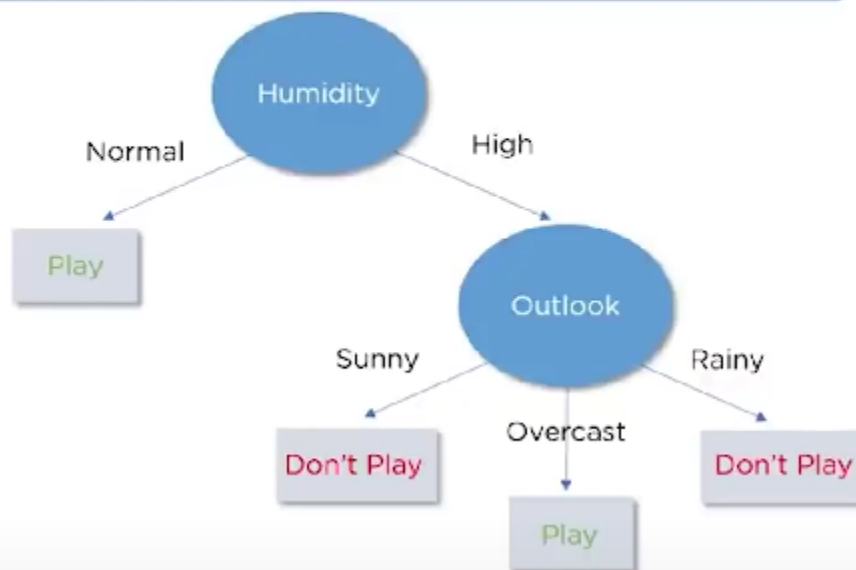 Humidity
Normal
High
Play
Outlook
Sunny
Rainy
Overcast
Don't Play
Don't Play
Play